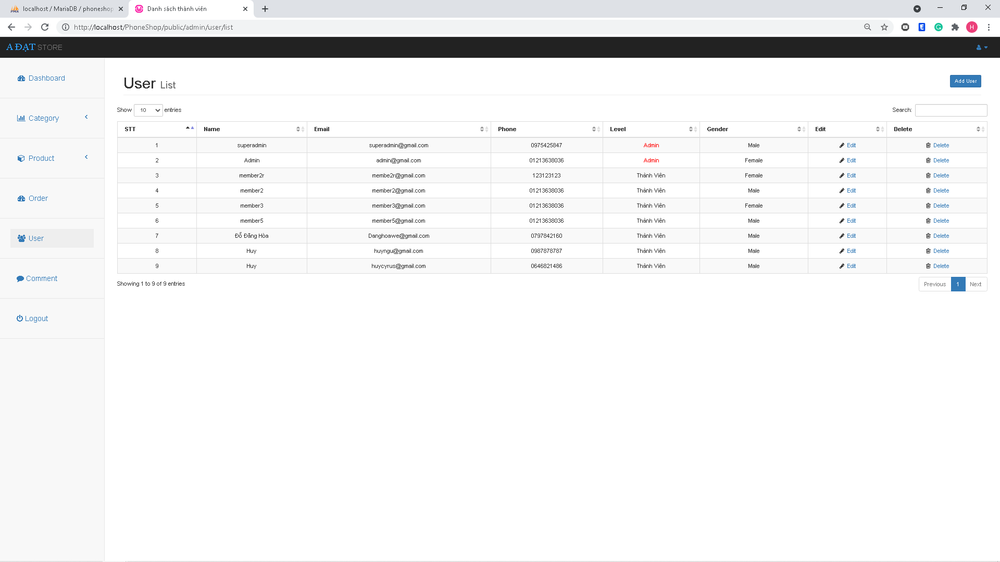 localhost / MariaDB / phoneshop
Danh sách thành viên
http://localhost/PhoneShop/public/admin/user/list
H
A ĐẠT STORE
Dashboard
Category
Product
Order
User
Comment
Logout
User List
Add User
Show 10 entries
Search:
STT Name Email Phone Level Gender Edit Delete
1 superadmin superadmin@gmail.com 0975425847 Admin Male Edit Delete
2 Admin admin@gmail.com 01213638036 Admin Female Edit Delete
3 member2r membe2r@gmail.com 123123123 Thành Viên Female Edit Delete
4 member2 member2@gmail.com 01213638036 Thành Viên Male Edit Delete
5 member3 member3@gmail.com 01213638036 Thành Viên Female Edit Delete
6 member5 member5@gmail.com 01213638036 Thành Viên Male Edit Delete
7 Đỗ Đăng Hòa Danghoawe@gmail.com 0797842160 Thành Viên Male Edit Delete
8 Huy huyngu@gmail.com 0987878787 Thành Viên Male Edit Delete
9 Huy huycyrus@gmail.com 0646821486 Thành Viên Male Edit Delete
Showing 1 to 9 of 9 entries
Previous 1 Next